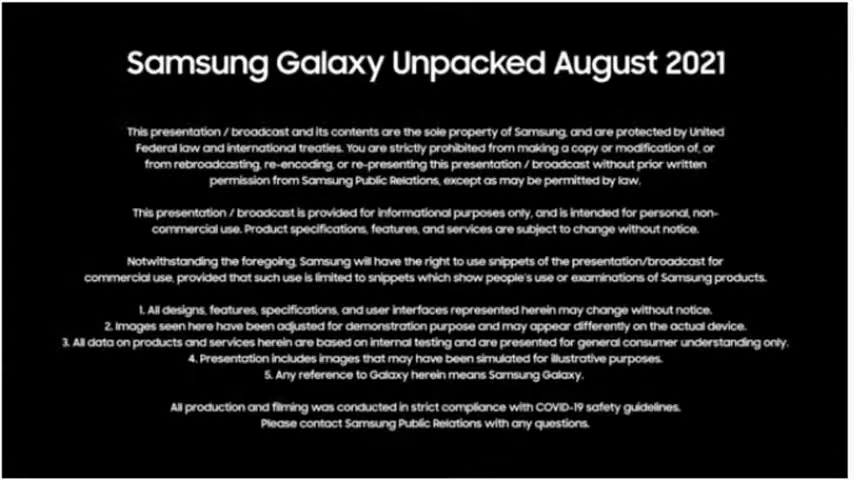 Samsung Galaxy Unpacked August 2021
This presentation / broadcast and its contents are the sole property of Samsung, and are protected by United
Federal law and international treaties. You are strictly prohibited from making a copy or modification of, or
from rebroadcasting, re-encoding, or re-presenting this presentation / broadcast without prior written
permission from Samsung Public Relations, except as may be permitted by law.
This presentation / broadcast is provided for informational purposes only, and is intended for personal, non-
commercial use. Product specifications, features, and services are subject to change without notice.
Notwithstanding the foregoing, Samsung will have the right to use snippets of the presentation/broadcast for
commercial use, provided that such use is limited to snippets which show people's use or examinations of Samsung products.
1. All designs, features, specifications, and user interfaces represented herein may change without notice.
2. Images seen here have been adjusted for demonstration purpose and may appear differently on the actual device.
3. All data on products and services herein are based on internal testing and are presented for general consumer understanding only.
4. Presentation includes images that may have been simulated for illustrative purposes.
5. Any reference to Galaxy herein means Samsung Galaxy.
All production and filming was conducted in strict compliance with COVID-19 safety guidelines.
Please contact Samsung Public Relations with any questions.